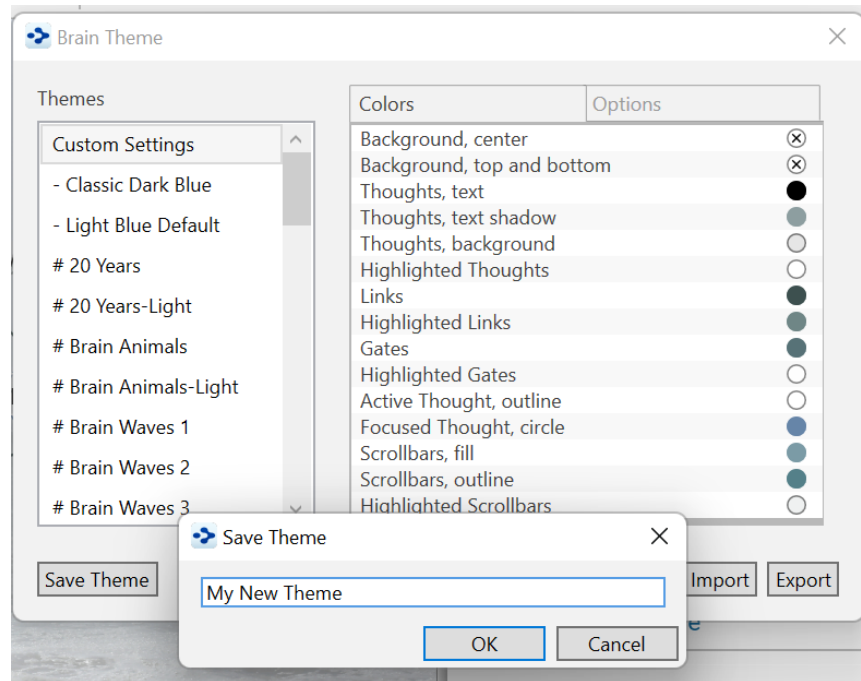 Brain Theme
Themes
Custom Settings
- Classic Dark Blue
- Light Blue Default
# 20 Years
# 20 Years-Light
# Brain Animals
# Brain Animals-Light
# Brain Waves 1
# Brain Waves 2
# Brain Waves 3
Colors Options
Background, center
Background, top and bottom
Thoughts, text
Thoughts, text shadow
Thoughts, background
Highlighted Thoughts
Links
Highlighted Links
Gates
Highlighted Gates
Active Thought, outline
Focused Thought, circle
Scrollbars, fill
Scrollbars, outline
Highlighted Scrollbars
Save Theme
Import Export
Save Theme
My New Theme
OK Cancel